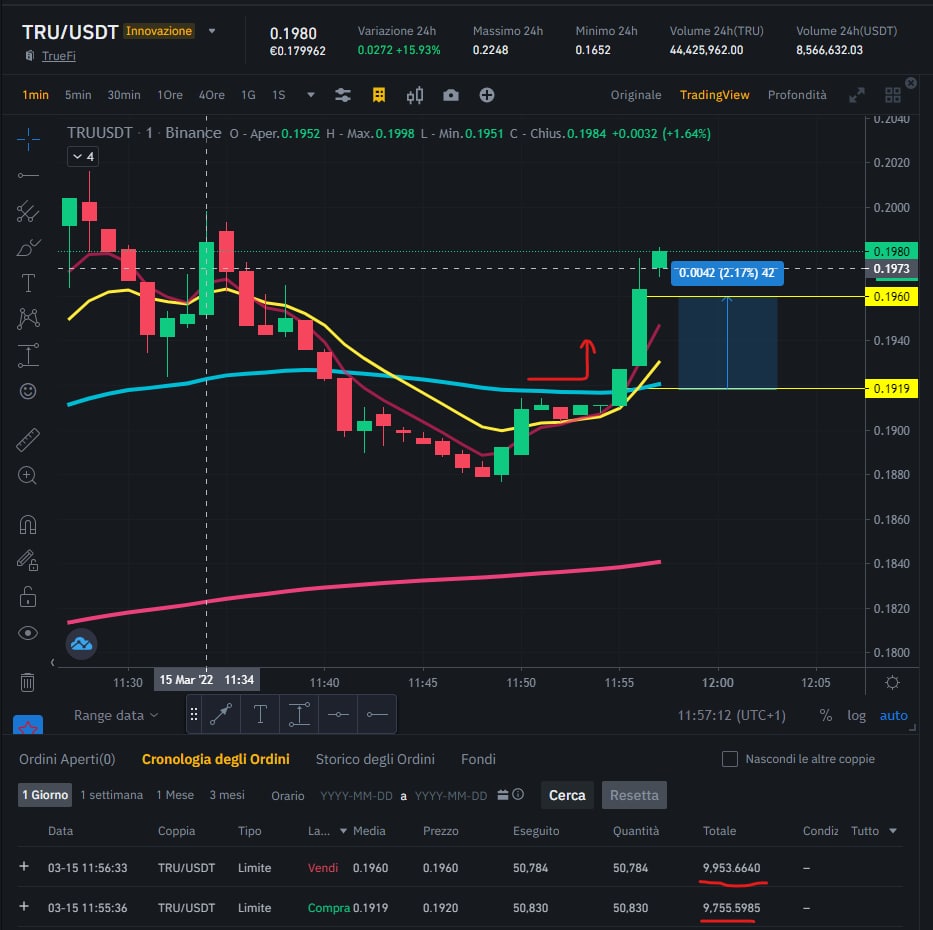 TRU/USDT Innovazione
TrueFi
0.1980
€0.179962
Variazione 24h
0.0272 +15.93%
Massimo 24h
0.2248
Minimo 24h
0.1652
Volume 24h(TRU)
44,425,962.00
Volume 24h(USDT)
8,566,632.03
1min 5min 30min 1Ore 4Ore 1G 1S
Originale TradingView Profondità
TRUUSDT · 1 · Binance O - Aper.0.1952 H - Max.0.1998 L - Min.0.1951 C - Chius.0.1984 +0.0032 (+1.64%)
4
0.2040
0.2020
0.2000
0.1980
0.1973
0.1960
0.1940
0.1919
0.1900
0.1880
0.1860
0.1840
0.1820
0.1800
0.0042 (2.17%) 42
11:30 15 Mar '22 11:34 11:40 11:45 11:50 11:55 12:00 12:05
Range data
11:57:12 (UTC+1) % log auto
Ordini Aperti(0) Cronologia degli Ordini Storico degli Ordini Fondi
Nascondi le altre coppie
1 Giorno 1 settimana 1 Mese 3 mesi Orario YYYY-MM-DD a YYYY-MM-DD Cerca Resetta
Data Coppia Tipo La... Media Prezzo Eseguito Quantità Totale Condiz Tutto
+ 03-15 11:56:33 TRU/USDT Limite Vendi 0.1960 0.1960 50,784 50,784 9,953.6640 –
+ 03-15 11:55:36 TRU/USDT Limite Compra 0.1919 0.1920 50,830 50,830 9,755.5985 –